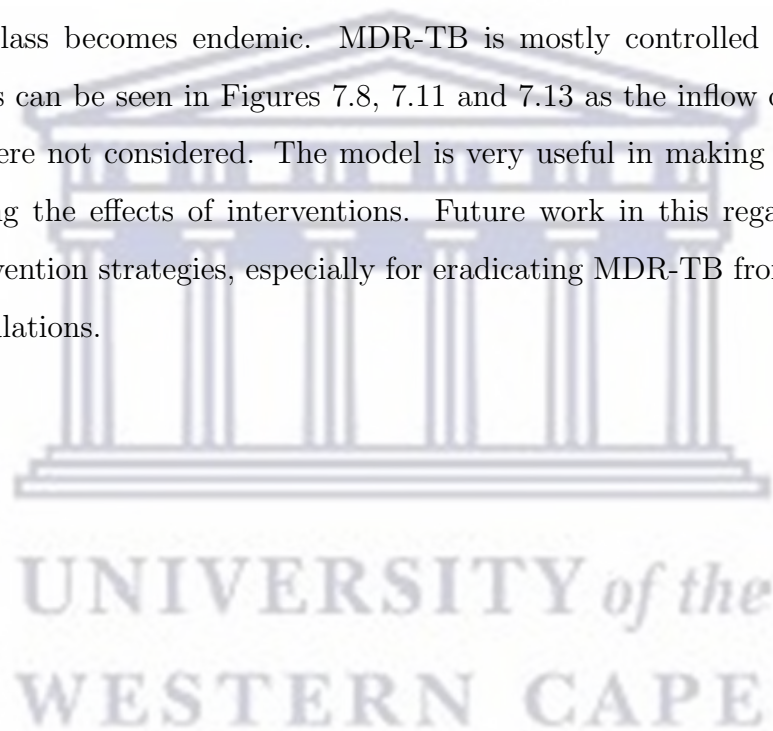 lass becomes endemic. MDR-TB is mostly controlled
s can be seen in Figures 7.8, 7.11 and 7.13 as the inflow
ere not considered. The model is very useful in making
ng the effects of interventions. Future work in this rega
vention strategies, especially for eradicating MDR-TB from
lations.
UNIVERSITY of the
WESTERN CAPE